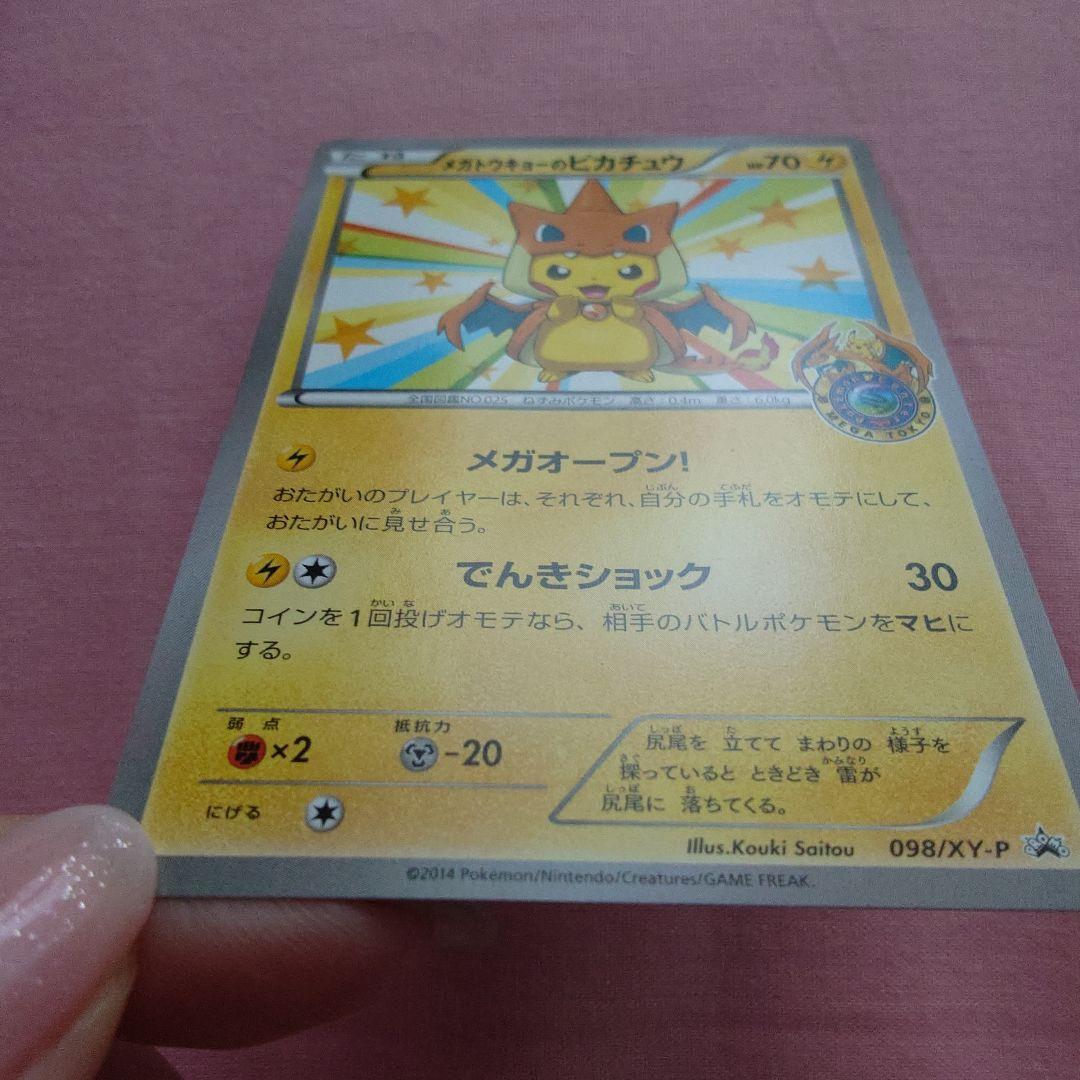 メガトウキョーのピカチュウ HP70
全国図鑑NO.025 ねずみポケモン 高さ:0.4m 重さ:6.0kg
Pokémon Center
MEGA TOKYO
メガオープン!
おたがいのプレイヤーは、それぞれ、自分の手札をオモテにして、
おたがいに見せ合う。
でんきショック 30
コインを1回投げオモテなら、相手のバトルポケモンをマヒに
する。
弱点 抵抗力
×2 -20
にげる
尻尾を 立てて まわりの 様子を
探っていると ときどき 雷が
尻尾に 落ちてくる。
Illus.Kouki Saitou 098/XY-P
©2014 Pokémon/Nintendo/Creatures/GAME FREAK.